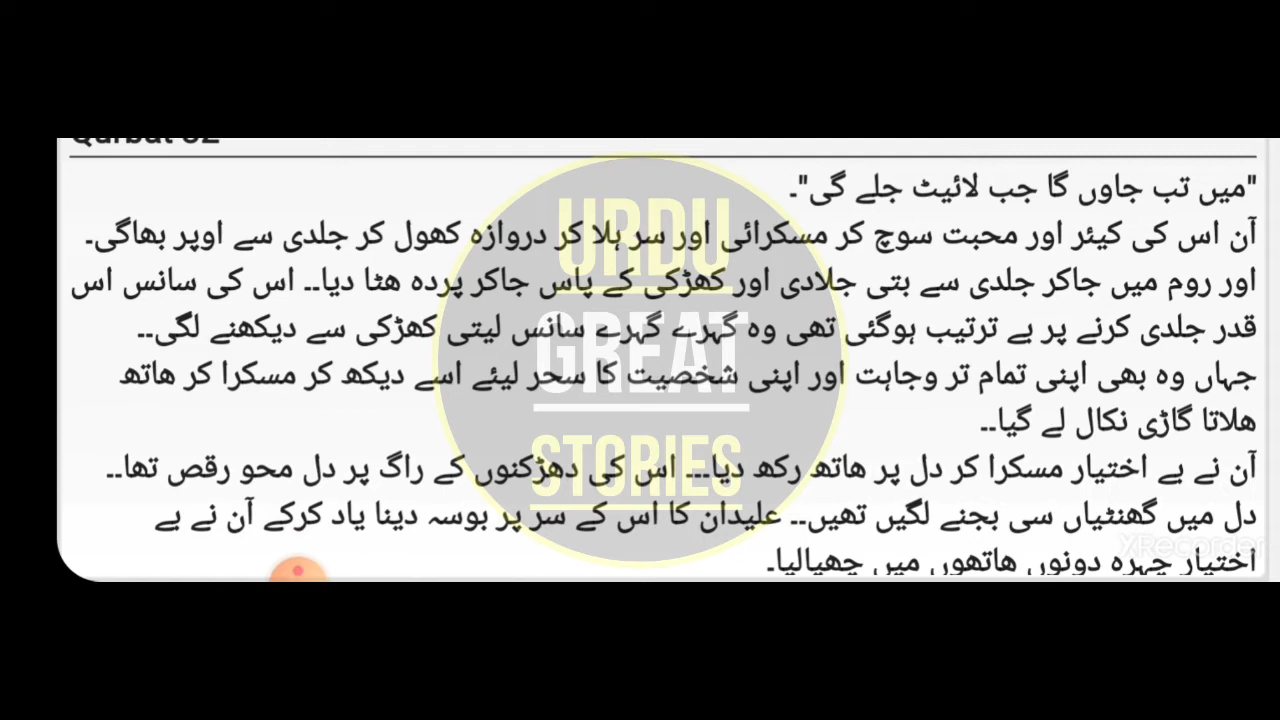 "میں تب جاوں گا جب لائیٹ جلے گی"۔
آن اس کی کیئر اور محبت سوچ کر مسکرائی اور سر ہلا کر دروازہ کھول کر جلدی سے اوپر بھاگی۔
اور روم میں جاکر جلدی سے بتی جلادی اور کھڑکی کے پاس جاکر پردہ ھٹا دیا۔۔ اس کی سانس اس
قدر جلدی کرنے پر بے ترتیب ہوگئی تھی وہ گہرے گہرے سانس لیتی کھڑکی سے دیکھنے لگی۔۔
جہاں وہ بھی اپنی تمام تر وجاہت اور اپنی شخصیت کا سحر لیئے اسے دیکھ کر مسکرا کر ھاتھ
ھلاتا گاڑی نکال لے گیا۔۔
آن نے بے اختیار مسکرا کر دل پر ھاتھ رکھ دیا۔۔۔ اس کی دھڑکنوں کے راگ پر دل محو رقص تھا۔۔
دل میں گھنٹیاں سی بجنے لگیں تھیں۔۔ علیدان کا اس کے سر پر بوسہ دینا یاد کرکے آن نے بے
اختیار چہرہ دونوں ھاتھوں میں چھپالیا۔
URDU
GREAT
STORIES
XRecorder